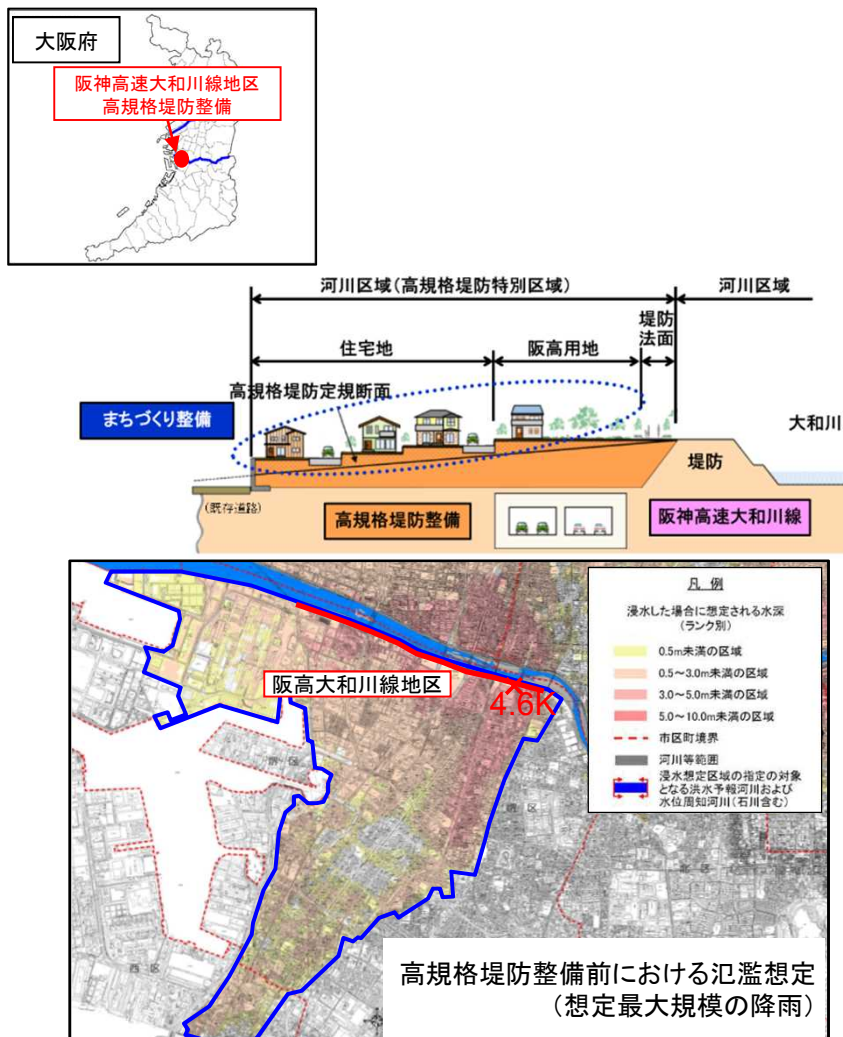 大阪府
阪神高速大和川線地区
高規格堤防整備
河川区域(高規格堤防特別区域)
河川区域
堤防
法面
住宅地
阪高用地
高規格堤防定規断面
まちづくり整備
大和川
堤防
(既存道路)
高規格堤防整備
阪神高速大和川線
凡 例
浸水した場合に想定される水深
(ランク別)
0.5m未満の区域
0.5~3.0m未満の区域
3.0~5.0m未満の区域
5.0~10.0m未満の区域
市区町境界
河川等範囲
浸水想定区域の指定の対象
となる洪水予報河川および
水位周知河川(石川含む)
阪高大和川線地区
4.6K
堺区
北区
西区
高規格堤防整備前における氾濫想定
(想定最大規模の降雨)